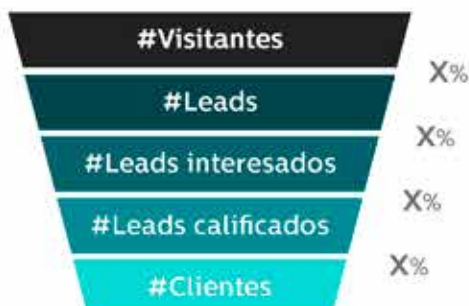 #Visitantes
X%
#Leads
X%
#Leads interesados
X%
#Leads calificados
X%
#Clientes